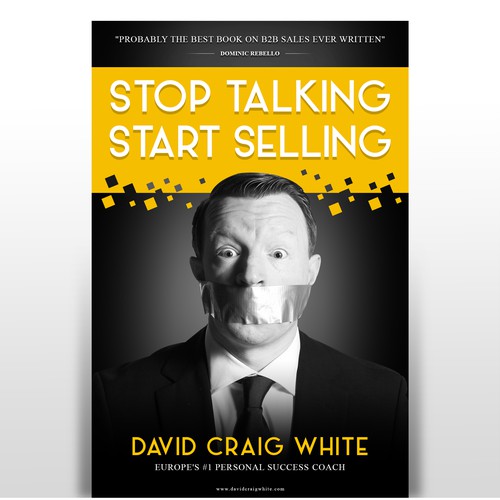 "PROBABLY THE BEST BOOK ON B2B SALES EVER WRITTEN"
DOMINIC REBELLO
STOP TALKING
START SELLING
DAVID CRAIG WHITE
EUROPE'S #1 PERSONAL SUCCESS COACH
www.davidcraigwhite.com